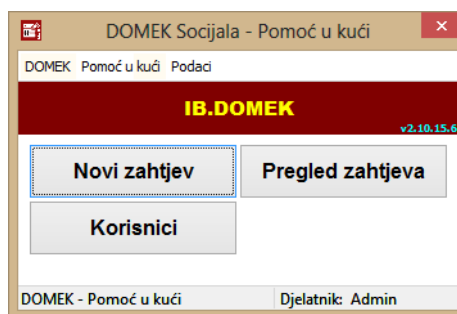 DOMEK Socijala - Pomoć u kući
DOMEK Pomoć u kući Podaci
IB.DOMEK
v2.10.15.6
Novi zahtjev Pregled zahtjeva
Korisnici
DOMEK - Pomoć u kući Djelatnik: Admin